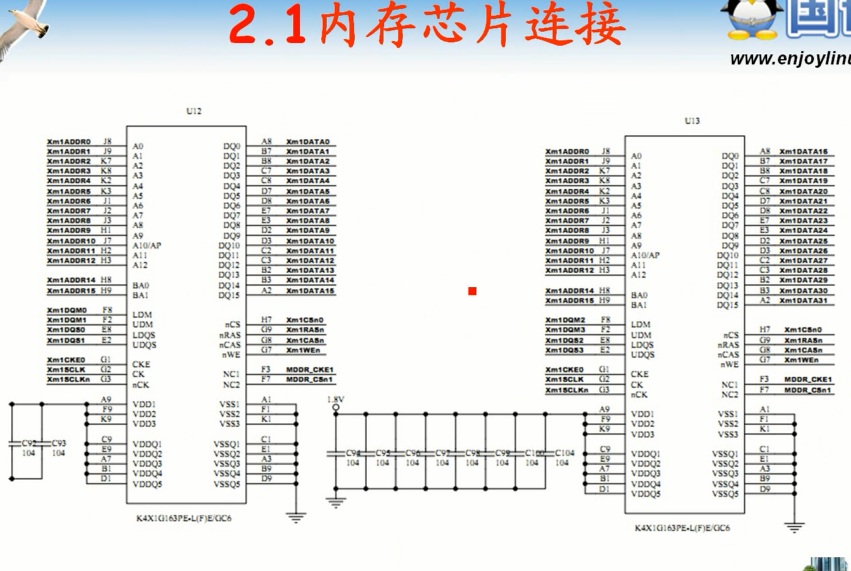 2.1内存芯片连接
www.enjoylinu
U12
Xm1ADDR0 J8 A0 DQ0 A8 Xm1DATA0
Xm1ADDR1 J9 A1 DQ1 B7 Xm1DATA1
Xm1ADDR2 K7 A2 DQ2 B8 Xm1DATA2
Xm1ADDR3 K8 A3 DQ3 C7 Xm1DATA3
Xm1ADDR4 K2 A4 DQ4 C8 Xm1DATA4
Xm1ADDR5 K3 A5 DQ5 D7 Xm1DATA5
Xm1ADDR6 J1 A6 DQ6 D8 Xm1DATA6
Xm1ADDR7 J2 A7 DQ7 E7 Xm1DATA7
Xm1ADDR8 J3 A8 DQ8 E3 Xm1DATA8
Xm1ADDR9 H1 A9 DQ9 D2 Xm1DATA9
Xm1ADDR10 J7 A10/AP DQ10 D3 Xm1DATA10
Xm1ADDR11 H2 A11 DQ11 C2 Xm1DATA11
Xm1ADDR12 H3 A12 DQ12 C3 Xm1DATA12
DQ13 B2 Xm1DATA13
Xm1ADDR14 H8 BA0 DQ14 B3 Xm1DATA14
Xm1ADDR15 H9 BA1 DQ15 A2 Xm1DATA15
Xm1DQM0 F8 LDM
Xm1DQM1 F2 UDM nCS H7 Xm1CSn0
Xm1DQS0 E8 LDQS nRAS G9 Xm1RASn
Xm1DQS1 E2 UDQS nCAS G8 Xm1CASn
nWE G7 Xm1WEn
Xm1CKE0 G1 CKE
Xm1SCLK G2 CK NC1 F3 MDDR_CKE1
Xm1SCLKn G3 nCK NC2 F7 MDDR_CSn1
A9 VDD1 VSS1 A1
F9 VDD2 VSS2 F1
K9 VDD3 VSS3 K1
C9 VDDQ1 VSSQ1 C1
E9 VDDQ2 VSSQ2 E1
A7 VDDQ3 VSSQ3 A3
B1 VDDQ4 VSSQ4 B9
D1 VDDQ5 VSSQ5 D9
C93
104 104
K4X1G163PE-L(F)E/GC6
U13
Xm1ADDR0 J8 A0 DQ0 A8 Xm1DATA16
Xm1ADDR1 J9 A1 DQ1 B7 Xm1DATA17
Xm1ADDR2 K7 A2 DQ2 B8 Xm1DATA18
Xm1ADDR3 K8 A3 DQ3 C7 Xm1DATA19
Xm1ADDR4 K2 A4 DQ4 C8 Xm1DATA20
Xm1ADDR5 K3 A5 DQ5 D7 Xm1DATA21
Xm1ADDR6 J1 A6 DQ6 D8 Xm1DATA22
Xm1ADDR7 J2 A7 DQ7 E7 Xm1DATA23
Xm1ADDR8 J3 A8 DQ8 E3 Xm1DATA24
Xm1ADDR9 H1 A9 DQ9 D2 Xm1DATA25
Xm1ADDR10 J7 A10/AP DQ10 D3 Xm1DATA26
Xm1ADDR11 H2 A11 DQ11 C2 Xm1DATA27
Xm1ADDR12 H3 A12 DQ12 C3 Xm1DATA28
DQ13 B2 Xm1DATA29
Xm1ADDR14 H8 BA0 DQ14 B3 Xm1DATA30
Xm1ADDR15 H9 BA1 DQ15 A2 Xm1DATA31
Xm1DQM2 F8 LDM
Xm1DQM3 F2 UDM nCS H7 Xm1CSn0
Xm1DQS2 E8 LDQS nRAS G9 Xm1RASn
Xm1DQS3 E2 UDQS nCAS G8 Xm1CASn
nWE G7 Xm1WEn
Xm1CKE0 G1 CKE
Xm1SCLK G2 CK NC1 F3 MDDR_CKE1
Xm1SCLKn G3 nCK NC2 F7 MDDR_CSn1
1.8V
A9 VDD1 VSS1 A1
F9 VDD2 VSS2 F1
K9 VDD3 VSS3 K1
C9 VDDQ1 VSSQ1 C1
E9 VDDQ2 VSSQ2 E1
A7 VDDQ3 VSSQ3 A3
B1 VDDQ4 VSSQ4 B9
D1 VDDQ5 VSSQ5 D9
C104
104 104 104 104 104 104 104 104
K4X1G163PE-L(F)E/GC6